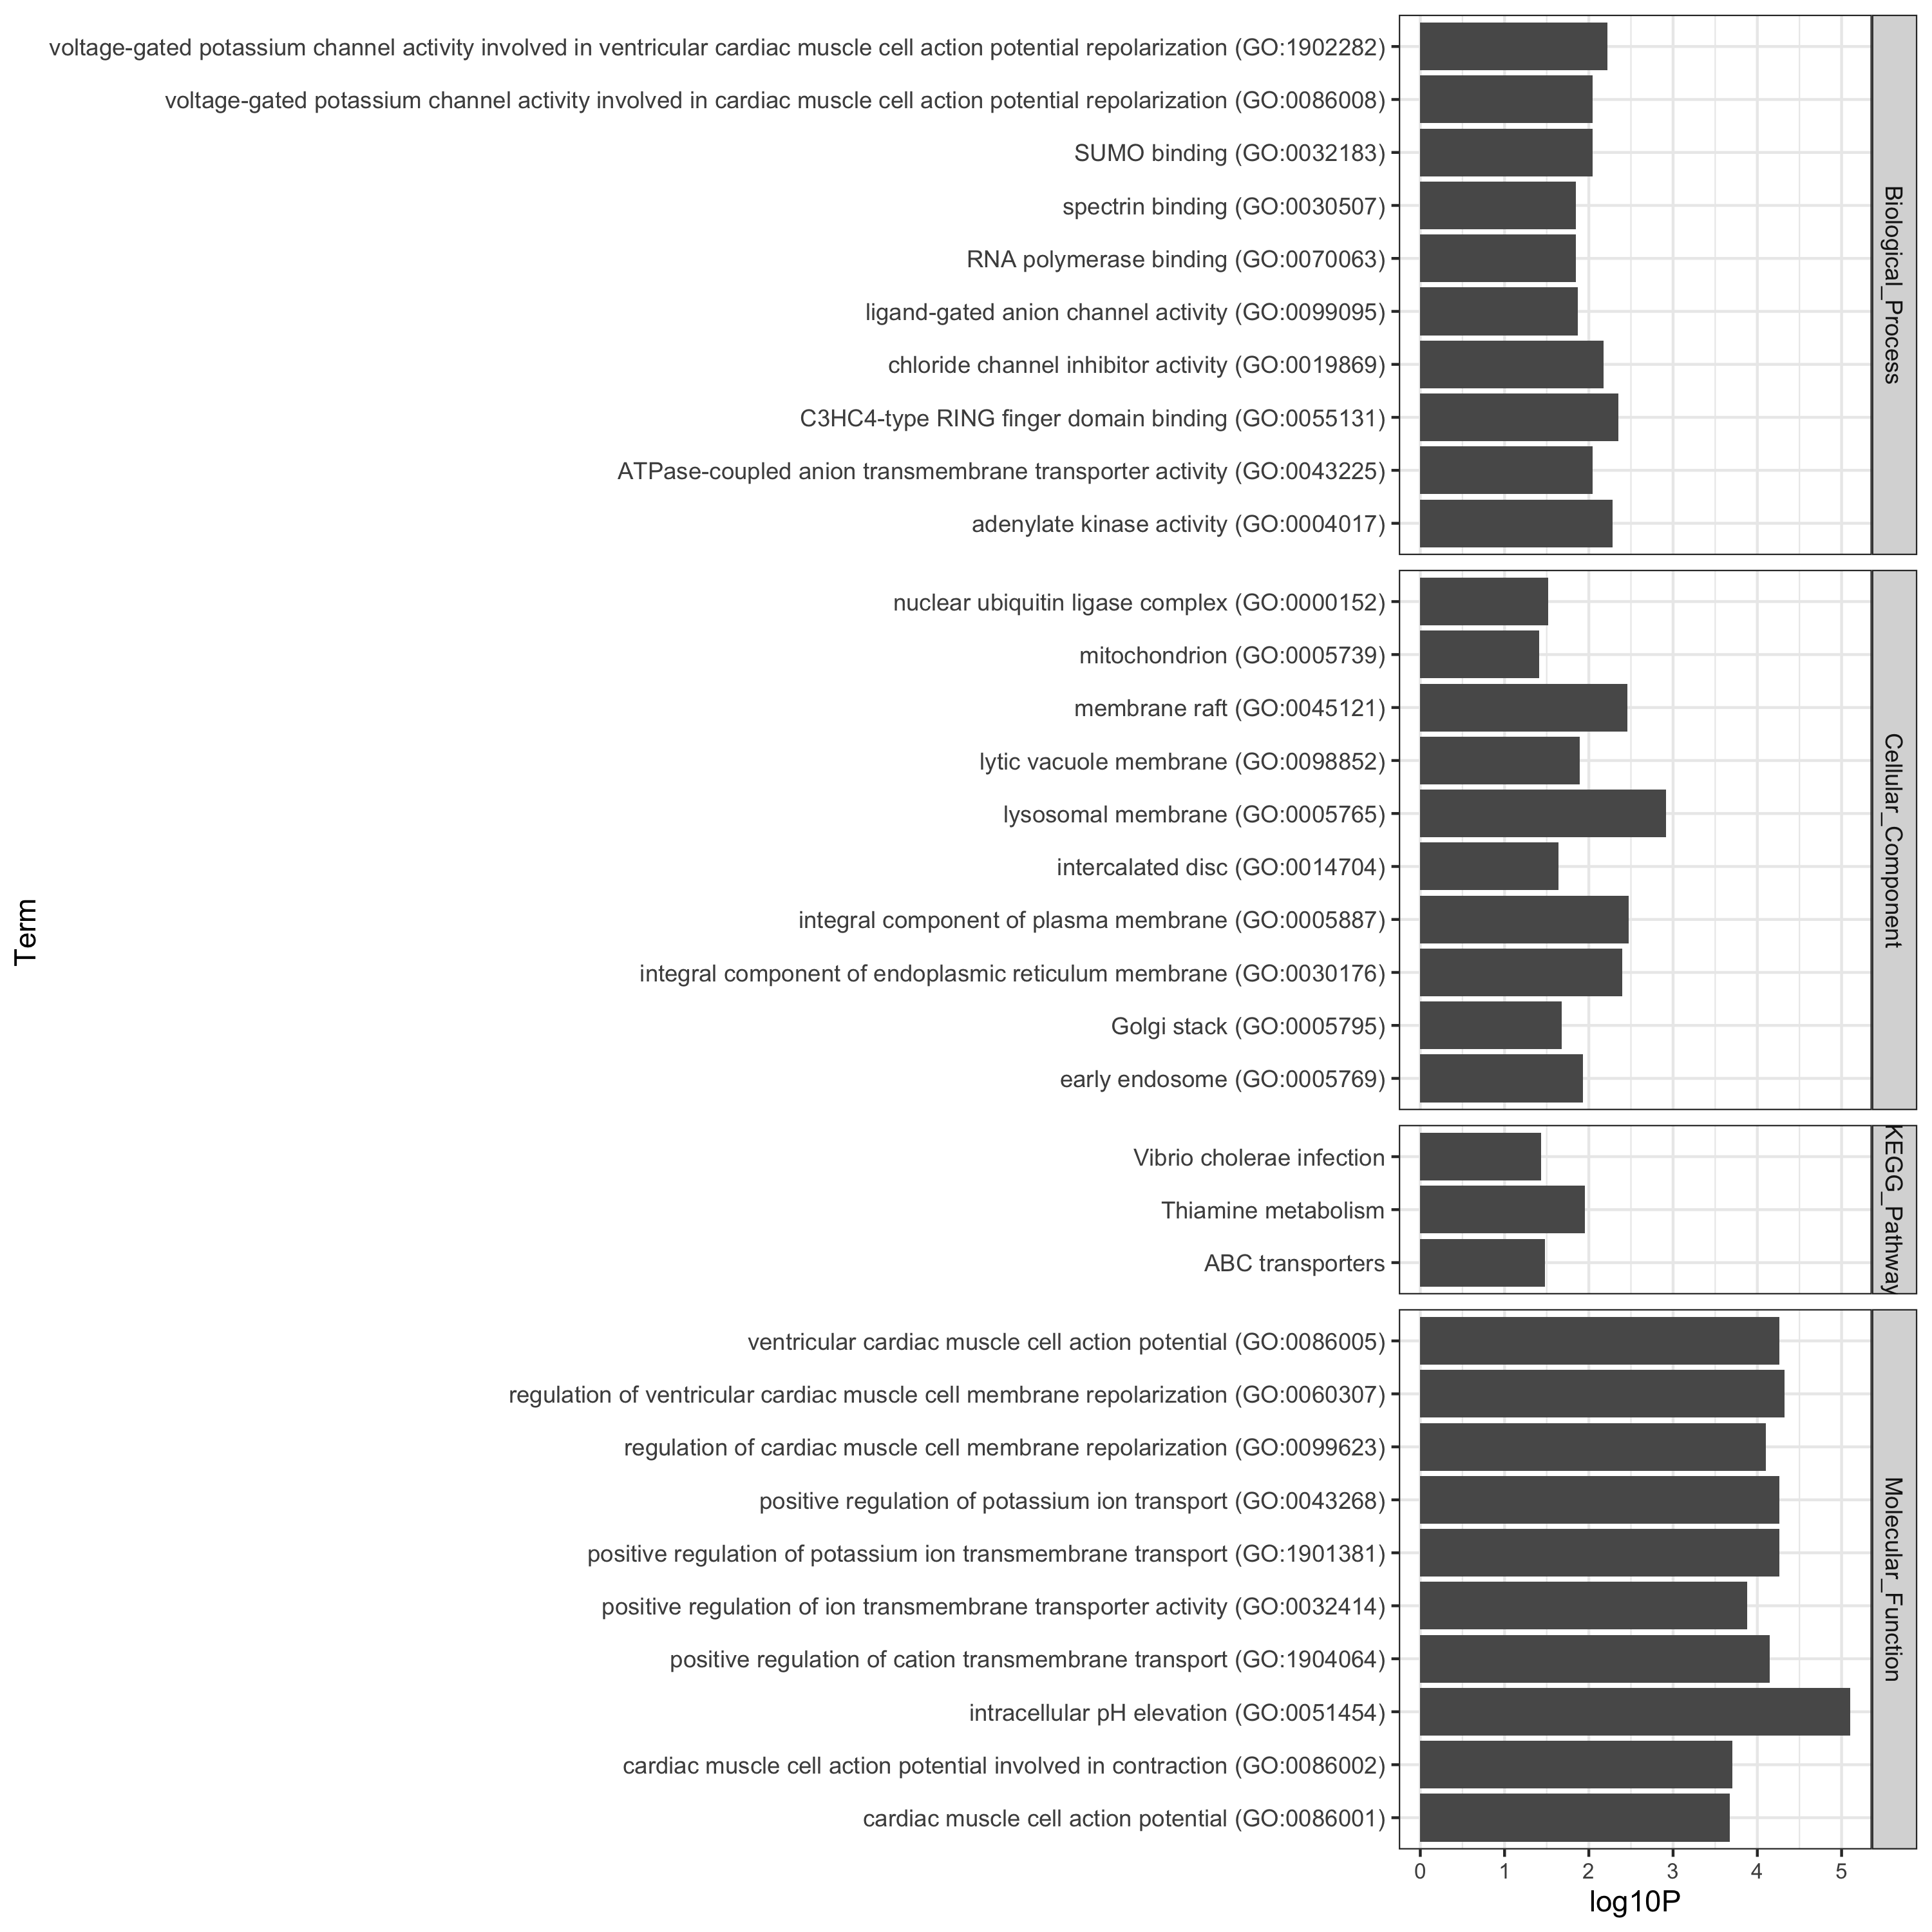 voltage-gated potassium channel activity involved in ventricular cardiac muscle cell action potential repolarization (GO:1902282)
voltage-gated potassium channel activity involved in cardiac muscle cell action potential repolarization (GO:0086008)
SUMO binding (GO:0032183)
spectrin binding (GO:0030507)
RNA polymerase binding (GO:0070063)
ligand-gated anion channel activity (GO:0099095)
chloride channel inhibitor activity (GO:0019869)
C3HC4-type RING finger domain binding (GO:0055131)
ATPase-coupled anion transmembrane transporter activity (GO:0043225)
adenylate kinase activity (GO:0004017)
Biological_Process
nuclear ubiquitin ligase complex (GO:0000152)
mitochondrion (GO:0005739)
membrane raft (GO:0045121)
lytic vacuole membrane (GO:0098852)
lysosomal membrane (GO:0005765)
intercalated disc (GO:0014704)
integral component of plasma membrane (GO:0005887)
integral component of endoplasmic reticulum membrane (GO:0030176)
Golgi stack (GO:0005795)
early endosome (GO:0005769)
Cellular_Component
Term
Vibrio cholerae infection
Thiamine metabolism
ABC transporters
KEGG_Pathway
ventricular cardiac muscle cell action potential (GO:0086005)
regulation of ventricular cardiac muscle cell membrane repolarization (GO:0060307)
regulation of cardiac muscle cell membrane repolarization (GO:0099623)
positive regulation of potassium ion transport (GO:0043268)
positive regulation of potassium ion transmembrane transport (GO:1901381)
positive regulation of ion transmembrane transporter activity (GO:0032414)
positive regulation of cation transmembrane transport (GO:1904064)
intracellular pH elevation (GO:0051454)
cardiac muscle cell action potential involved in contraction (GO:0086002)
cardiac muscle cell action potential (GO:0086001)
Molecular_Function
0 1 2 3 4 5
log10P